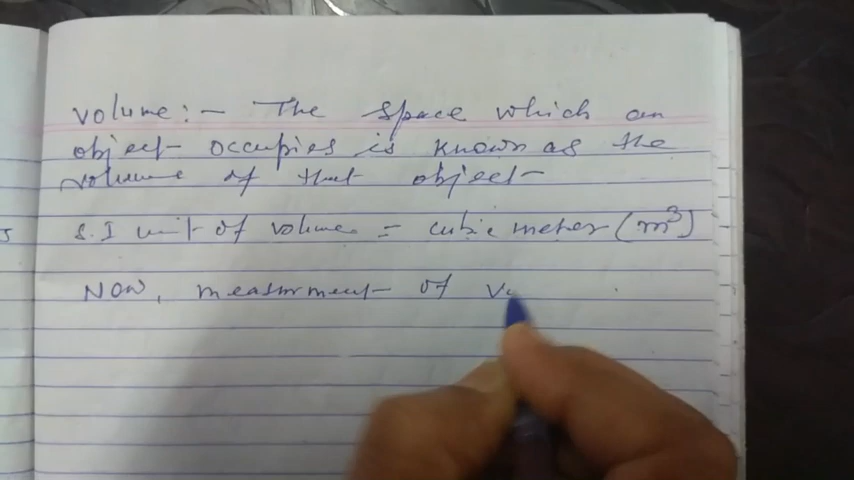 Volume:- The space which an
object occupies is known as the
volume of that object-
S.I unit of volume = cubic meter (m³)
Now, measurment of Vo